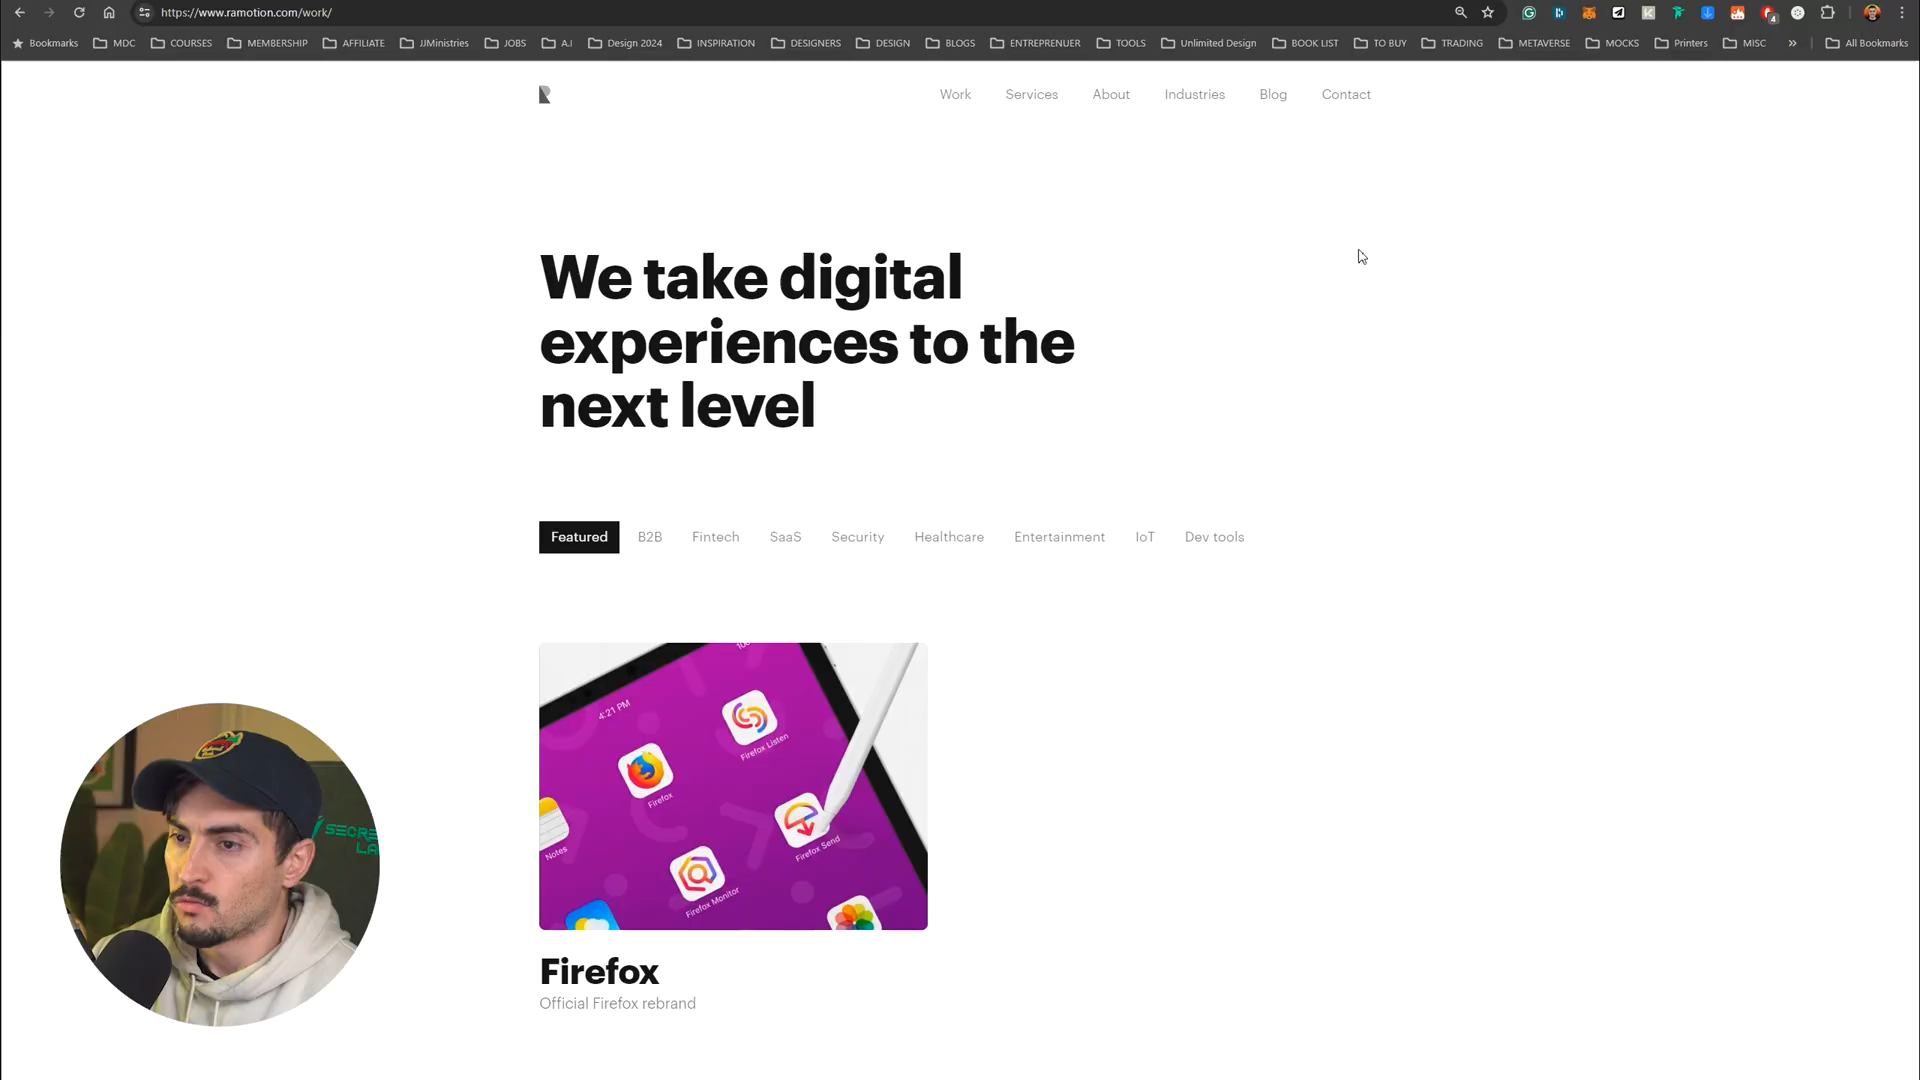 https://www.ramotion.com/work/
4
Bookmarks MDC COURSES MEMBERSHIP AFFILIATE JJMinistries JOBS A.I Design 2024 INSPIRATION DESIGNERS DESIGN BLOGS ENTREPRENUER TOOLS Unlimited Design BOOK LIST TO BUY TRADING METAVERSE MOCKS Printers MISC » All Bookmarks
R Work Services About Industries Blog Contact
We take digital
experiences to the
next level
Featured B2B Fintech SaaS Security Healthcare Entertainment IoT Dev tools
4:21 PM
Firefox Listen
Firefox
Firefox Send
Notes
Firefox Monitor
SECRE
LA
Firefox
Official Firefox rebrand